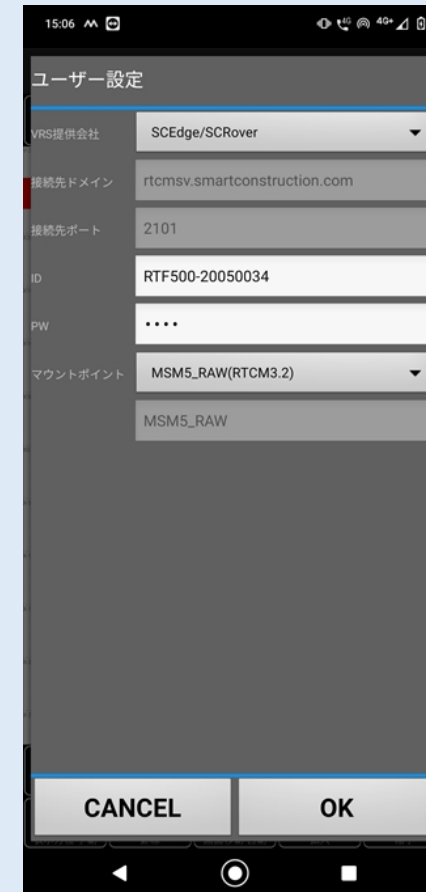 15:06 4G 4G+
ユーザー設定
VRS提供会社 SCEdge/SCRover
接続先ドメイン rtcmsv.smartconstruction.com
接続先ポート 2101
ID RTF500-20050034
PW ••••
マウントポイント MSM5_RAW(RTCM3.2)
MSM5_RAW
CANCEL OK